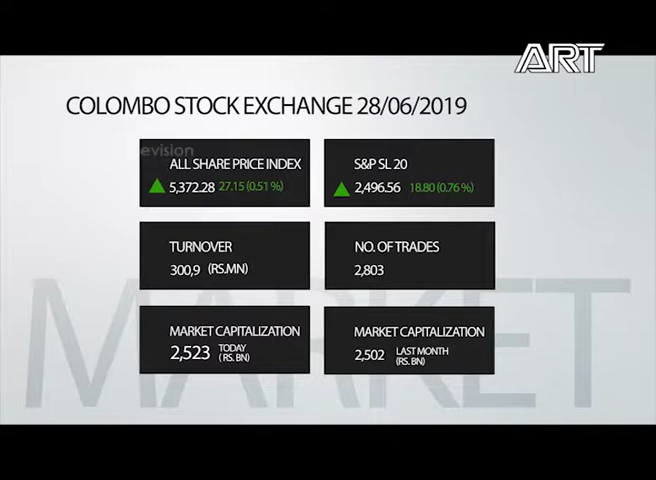 ART
COLOMBO STOCK EXCHANGE 28/06/2019
evision
ALL SHARE PRICE INDEX
5,372.28 27.15 (0.51 %)
S&P SL 20
2,496.56 18.80 (0.76 %)
TURNOVER
300,9 (RS.MN)
NO. OF TRADES
2,803
MARKET CAPITALIZATION
2,523 TODAY
( RS. BN)
MARKET CAPITALIZATION
2,502 LAST MONTH
(RS. BN)
MARKET